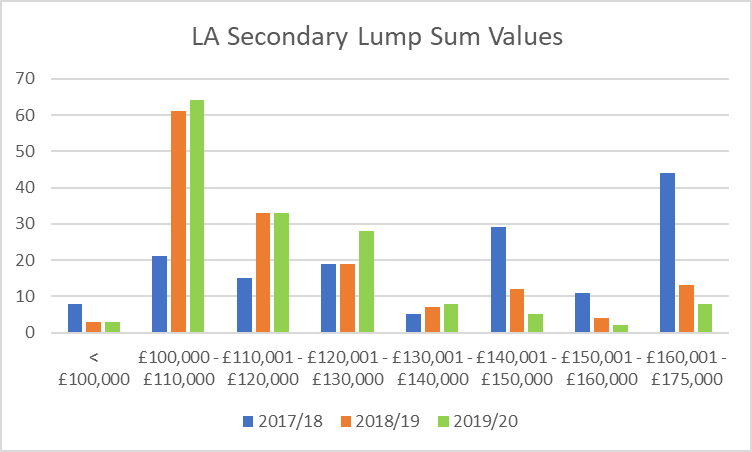 LA Secondary Lump Sum Values
70
60
50
40
30
20
10
0
< £100,000
£100,000 - £110,000
£110,001 - £120,000
£120,001 - £130,000
£130,001 - £140,000
£140,001 - £150,000
£150,001 - £160,000
£160,001 - £175,000
2017/18 2018/19 2019/20